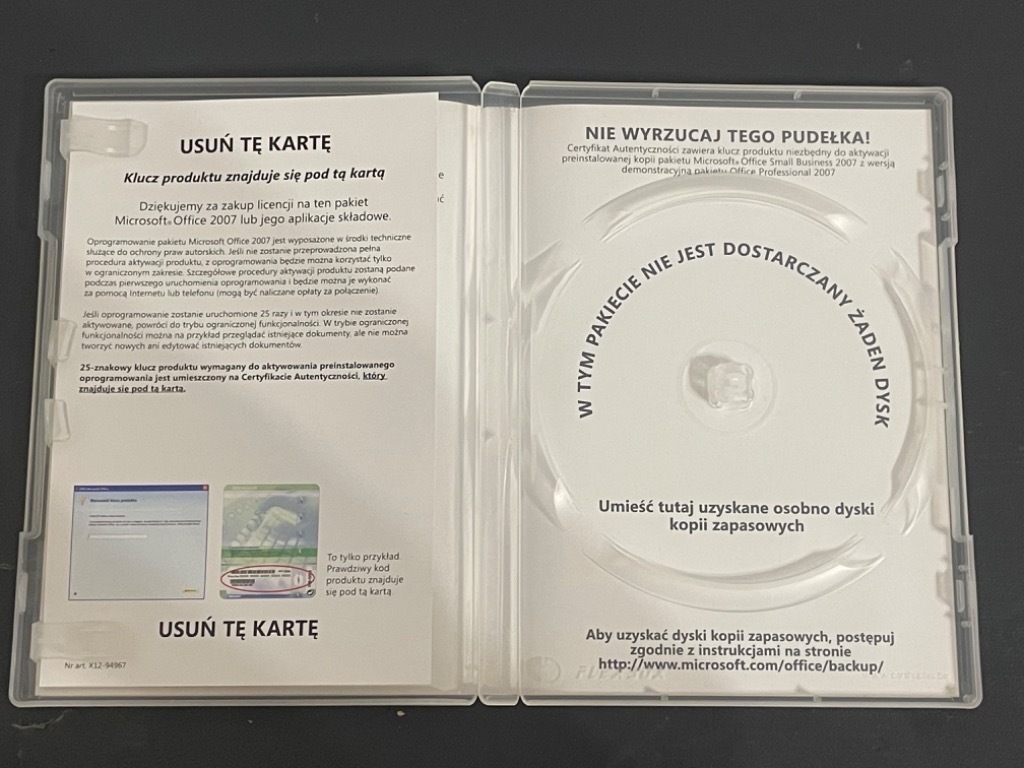 USUŃ TĘ KARTĘ
Klucz produktu znajduje się pod tą kartą
Dziękujemy za zakup licencji na ten pakiet
Microsoft® Office 2007 lub jego aplikacje składowe.
Oprogramowanie pakietu Microsoft Office 2007 jest wyposażone w środki techniczne
służące do ochrony praw autorskich. Jeśli nie zostanie przeprowadzona pełna
procedura aktywacji produktu, z oprogramowania będzie można korzystać tylko
w ograniczonym zakresie. Szczegółowe procedury aktywacji produktu zostaną podane
podczas pierwszego uruchomienia oprogramowania i będzie można je wykonać
za pomocą Internetu lub telefonu (mogą być naliczane opłaty za połączenie).
Jeśli oprogramowanie zostanie uruchomione 25 razy i w tym okresie nie zostanie
aktywowane, powróci do trybu ograniczonej funkcjonalności. W trybie ograniczonej
funkcjonalności można na przykład przeglądać istniejące dokumenty, ale nie można
tworzyć nowych ani edytować istniejących dokumentów.
25-znakowy klucz produktu wymagany do aktywowania preinstalowanego
oprogramowania jest umieszczony na Certyfikacie Autentyczności, który
znajduje się pod tą kartą.
To tylko przykład.
Prawdziwy kod
produktu znajduje
się pod tą kartą.
USUŃ TĘ KARTĘ
Nr art. X12-94967
e
ć
NIE WYRZUCAJ TEGO PUDEŁKA!
Certyfikat Autentyczności zawiera klucz produktu niezbędny do aktywacji
preinstalowanej kopii pakietu Microsoft® Office Small Business 2007 z wersją
demonstracyjną pakietu Office Professional 2007
W TYM PAKIECIE NIE JEST DOSTARCZANY ŻADEN DYSK
Umieść tutaj uzyskane osobno dyski
kopii zapasowych
Aby uzyskać dyski kopii zapasowych, postępuj
zgodnie z instrukcjami na stronie
http://www.microsoft.com/office/backup/
FLEXBOX